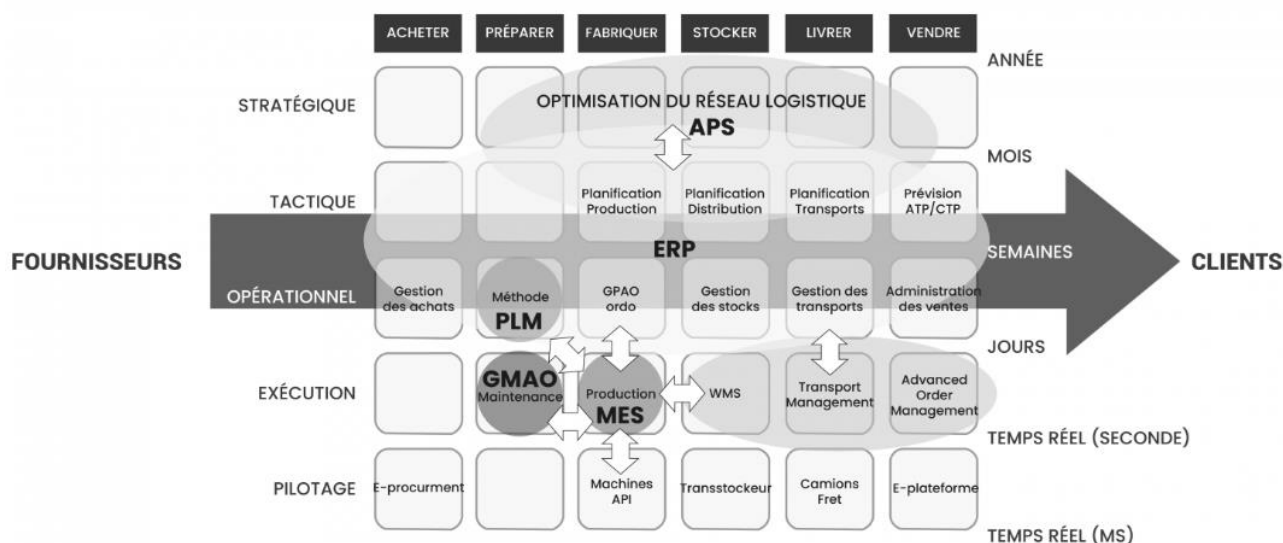 ACHETER
PRÉPARER
FABRIQUER
STOCKER
LIVRER
VENDRE
ANNÉE
STRATÉGIQUE
OPTIMISATION DU RÉSEAU LOGISTIQUE
APS
MOIS
TACTIQUE
Planification
Production
Planification
Distribution
Planification
Transports
Prévision
ATP/CTP
FOURNISSEURS
ERP
SEMAINES
CLIENTS
OPÉRATIONNEL
Gestion
des achats
Méthode
PLM
GPAO
ordo
Gestion
des stocks
Gestion des
transports
Administration
des ventes
JOURS
EXÉCUTION
GMAO
Maintenance
Production
MES
WMS
Transport
Management
Advanced
Order
Management
TEMPS RÉEL (SECONDE)
PILOTAGE
E-procurment
Machines
API
Transstockeur
Camions
Fret
E-plateforme
TEMPS RÉEL (MS)